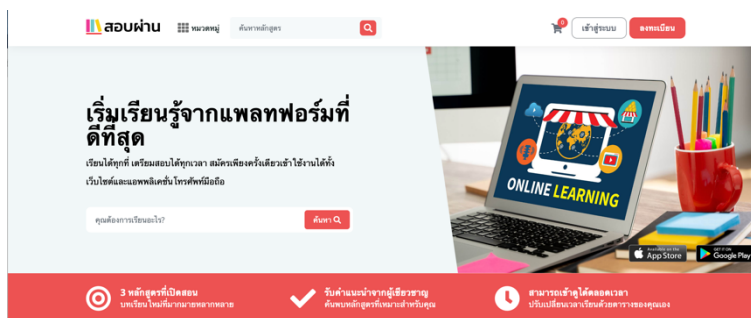 สอบผ่าน
หมวดหมู่
ค้นหาหลักสูตร
0
เข้าสู่ระบบ
ลงทะเบียน
เริ่มเรียนรู้จากแพลทฟอร์มที่
ดีที่สุด
เรียนได้ทุกที่ เตรียมสอบได้ทุกเวลา สมัครเพียงครั้งเดียวเข้าใช้งานได้ทั้ง
เว็บไซต์และแอพพลิเคชั่นโทรศัพท์มือถือ
คุณต้องการเรียนอะไร?
ค้นหา
ONLINE LEARNING
Available on the
App Store
GET IT ON
Google Play
3 หลักสูตรที่เปิดสอน
บทเรียนใหม่ที่มากมายหลากหลาย
รับคำแนะนำจากผู้เชียวชาญ
ค้นพบหลักสูตรที่เหมาะสำหรับคุณ
สามารถเข้าดูได้ตลอดเวลา
ปรับเปลี่ยนเวลาเรียนด้วยตารางของคุณเอง